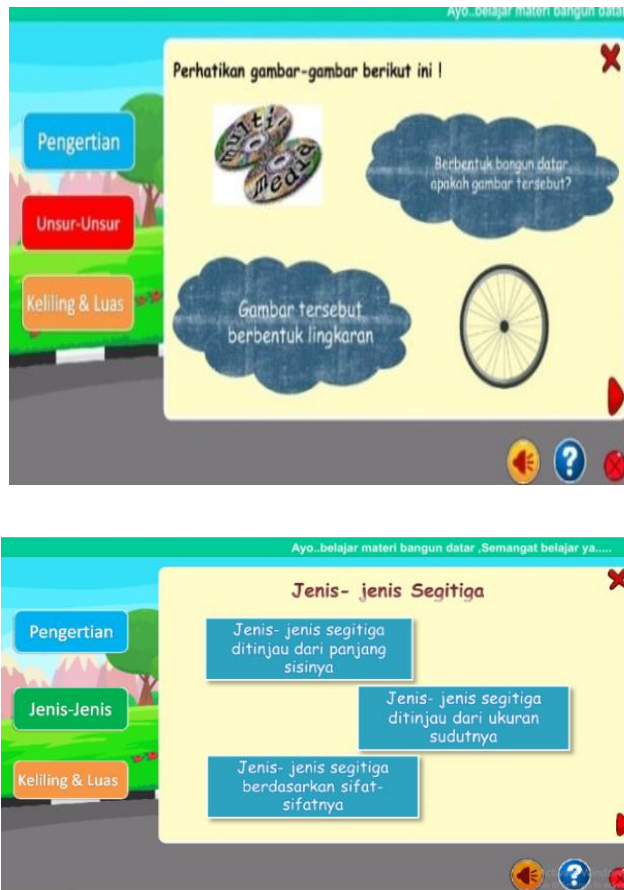 Ayo..belajar materi bangun data
Perhatikan gambar-gambar berikut ini !
Pengertian
multi
media
Berbentuk bangun datar
apakah gambar tersebut?
Unsur-Unsur
Keliling & Luas
Gambar tersebut
berbentuk lingkaran
?
Ayo..belajar materi bangun datar ,Semangat belajar ya.....
Jenis- jenis Segitiga
Pengertian
Jenis- jenis segitiga
ditinjau dari panjang
sisinya
Jenis-Jenis
Jenis- jenis segitiga
ditinjau dari ukuran
sudutnya
Keliling & Luas
Jenis- jenis segitiga
berdasarkan sifat-
sifatnya
?